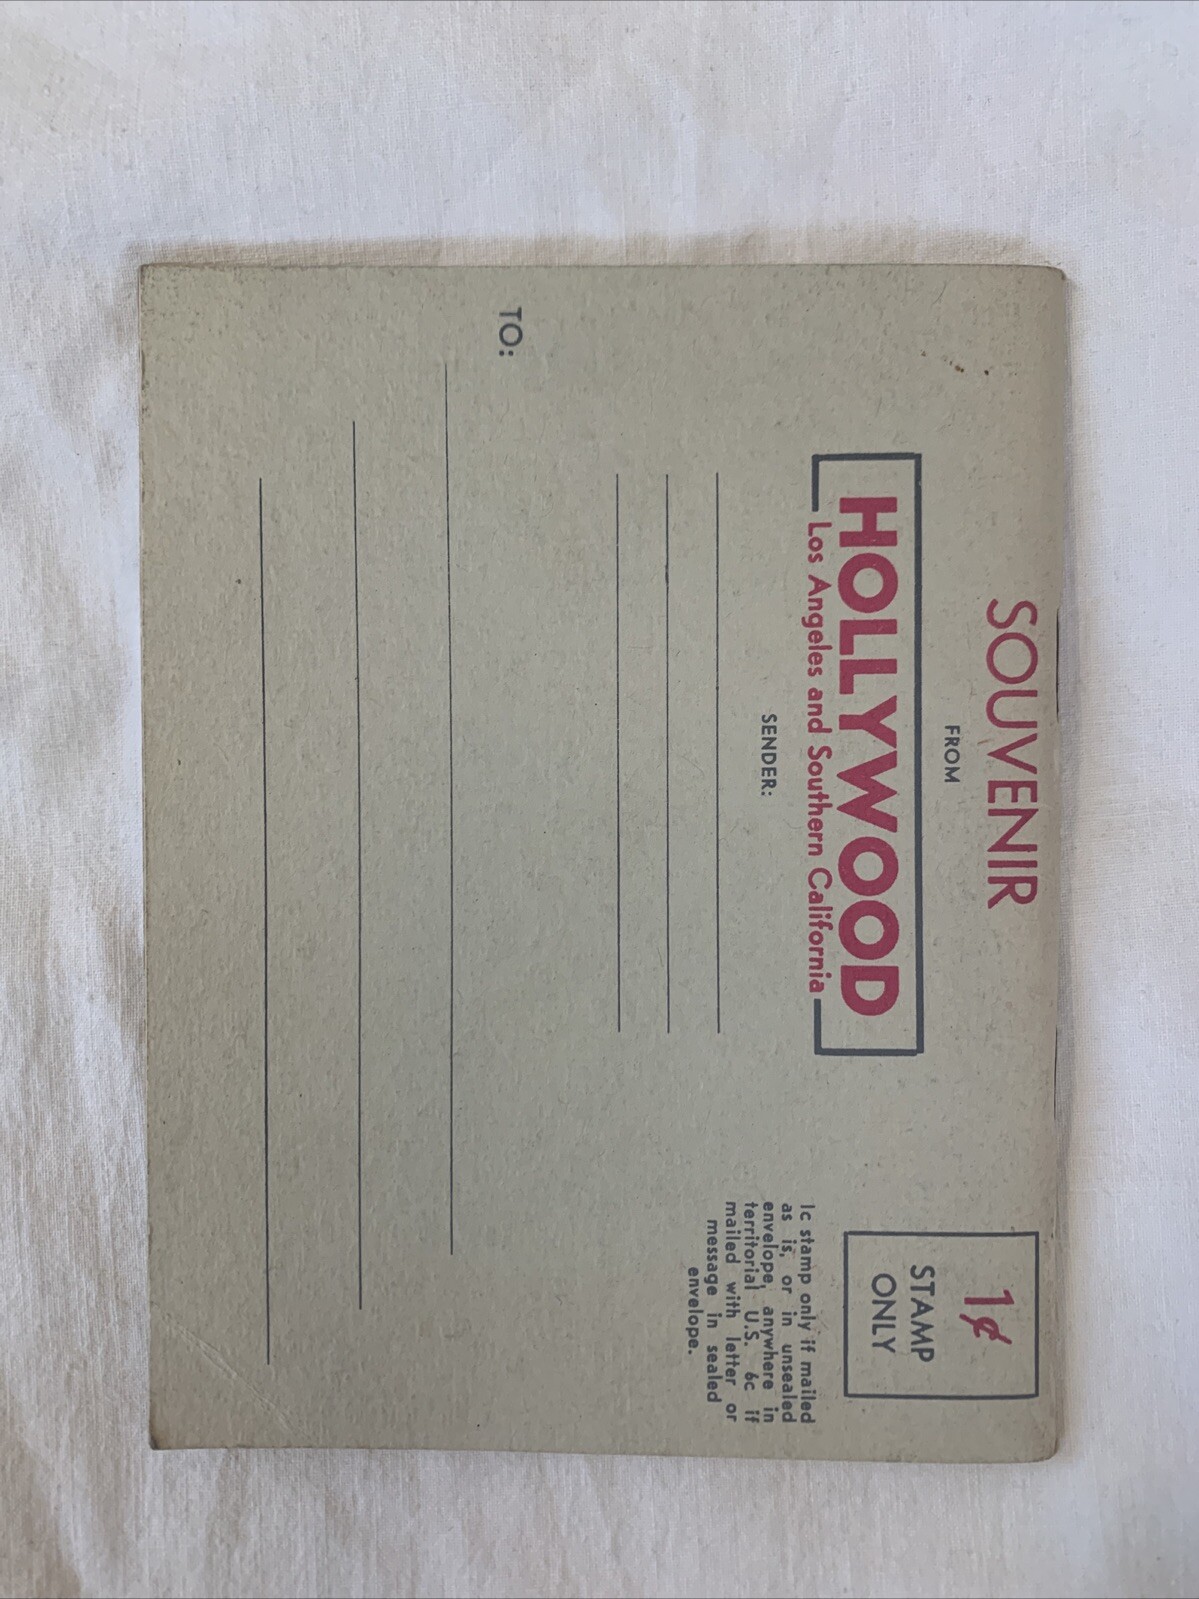 SOUVENIR
FROM
HOLLYWOOD
Los Angeles and Southern California
SENDER:
1¢
STAMP
ONLY
1c stamp only if mailed
as is, or in unsealed
envelope, anywhere in
territorial U.S. 6c if
mailed with letter or
message in sealed
envelope.
TO: